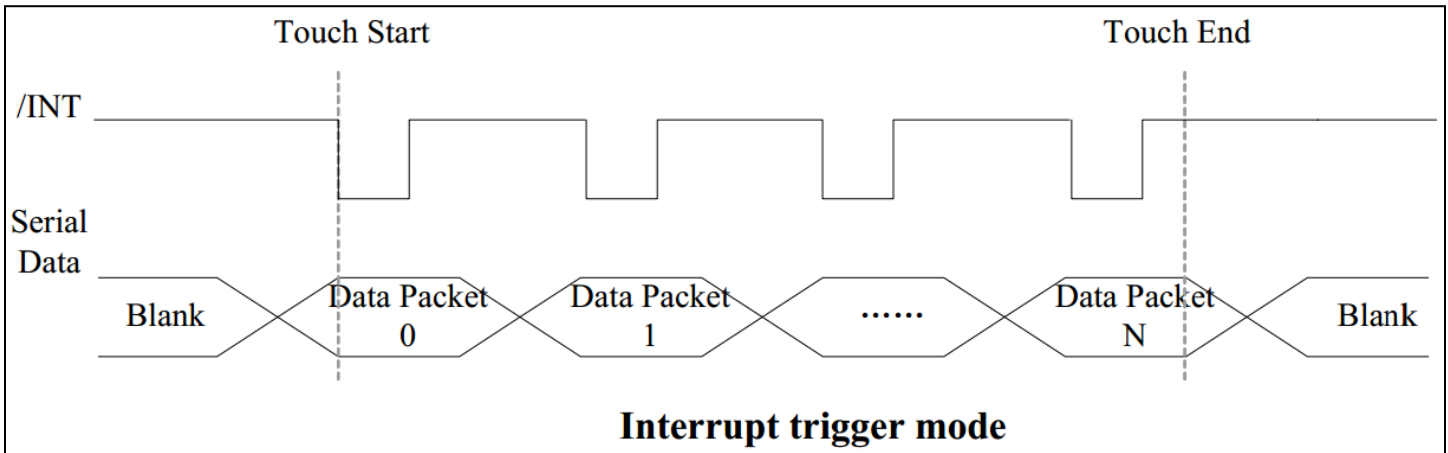 Touch Start
Touch End
/INT
Serial
Data
Blank
Data Packet
0
Data Packet
1
......
Data Packet
N
Blank
Interrupt trigger mode